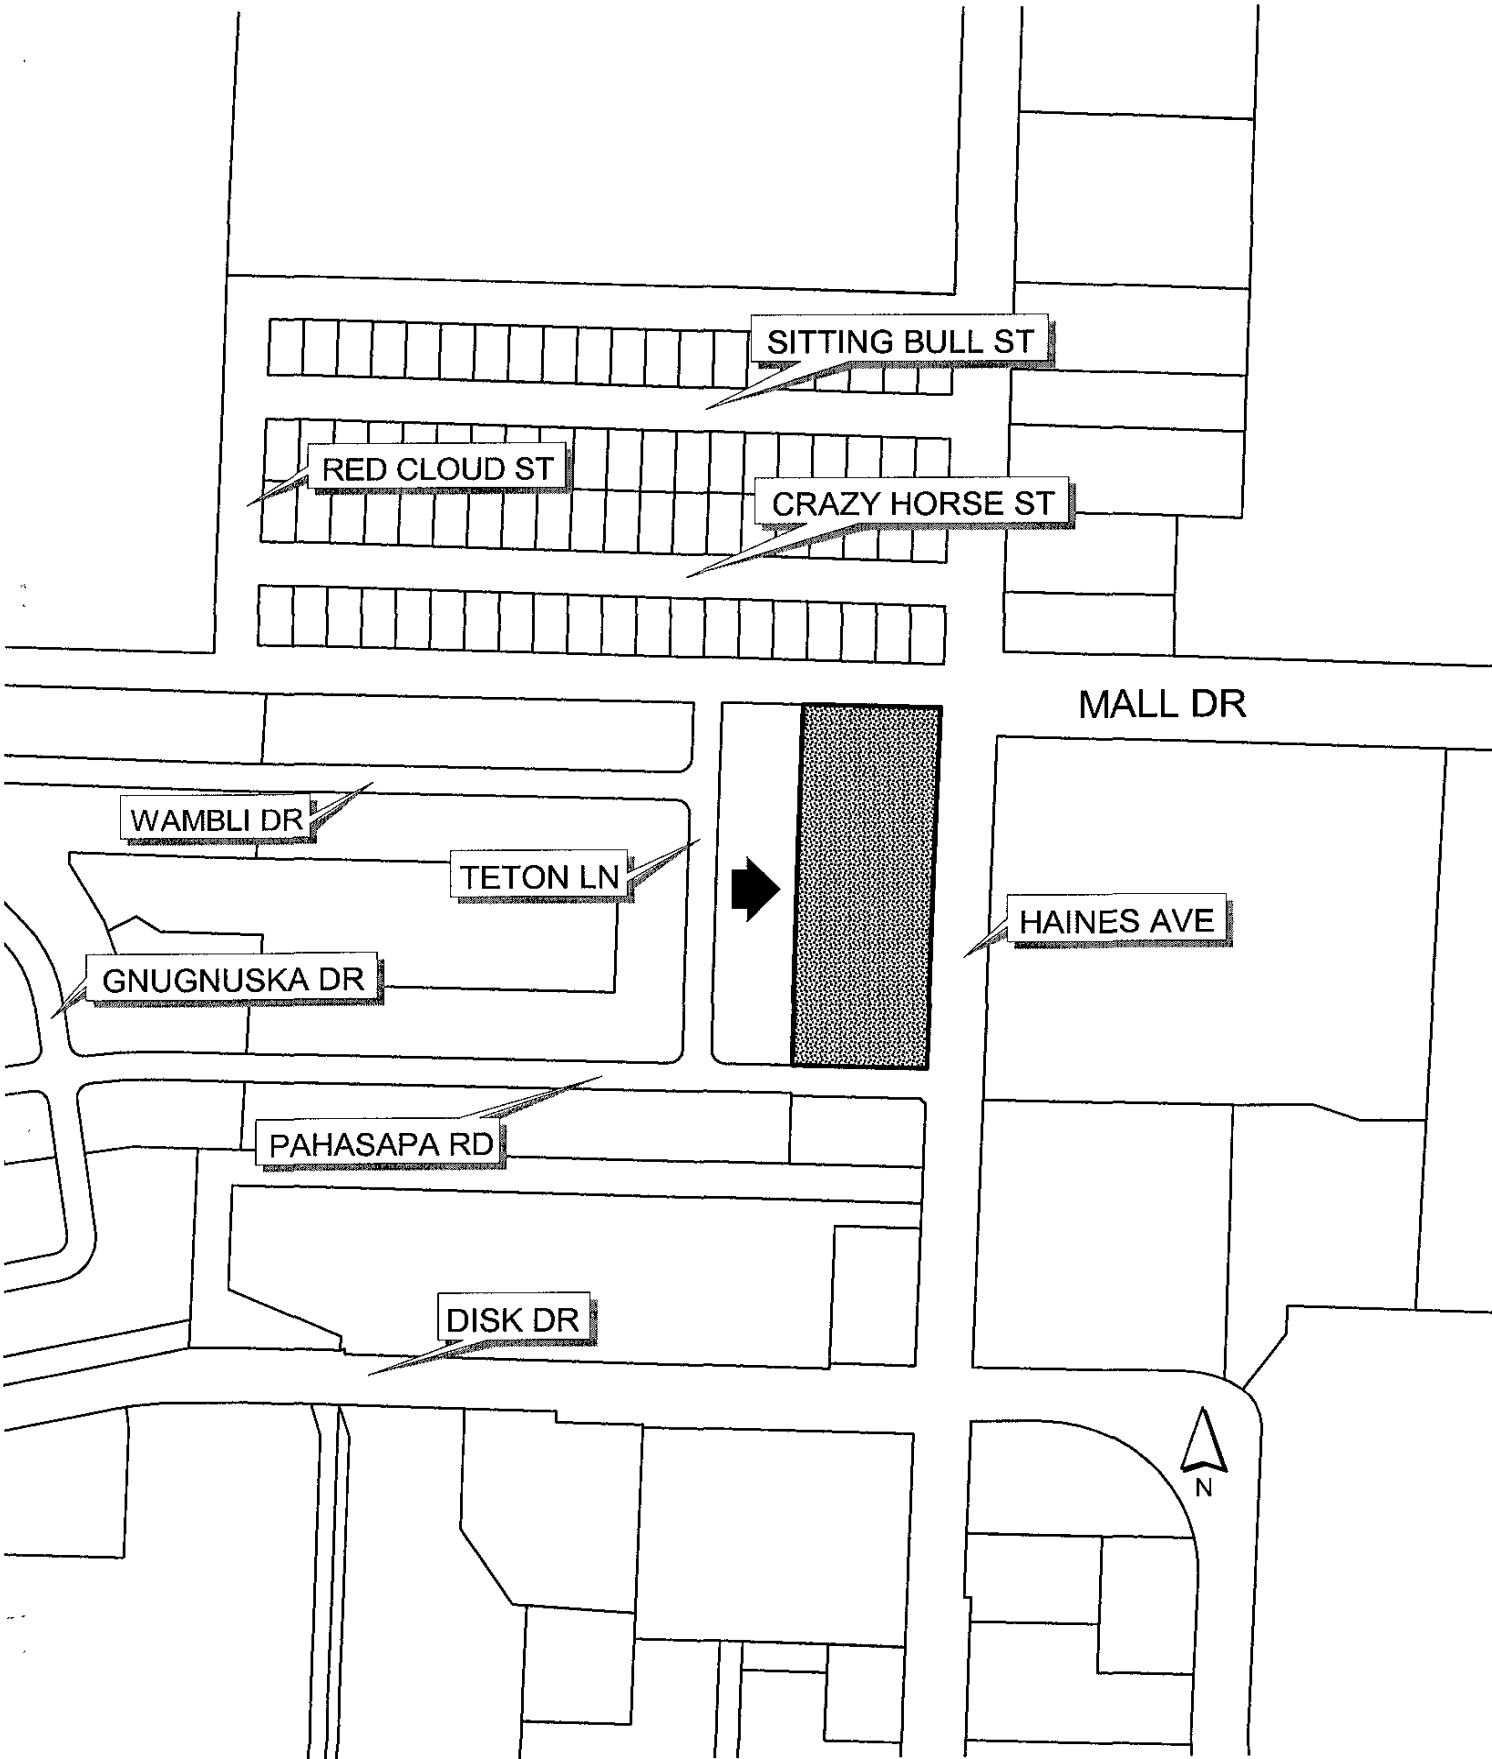 SITTING BULL ST
RED CLOUD ST
CRAZY HORSE ST
MALL DR
WAMBLI DR
TETON LN
HAINES AVE
GNUGNUSKA DR
PAHASAPA RD
DISK DR
N